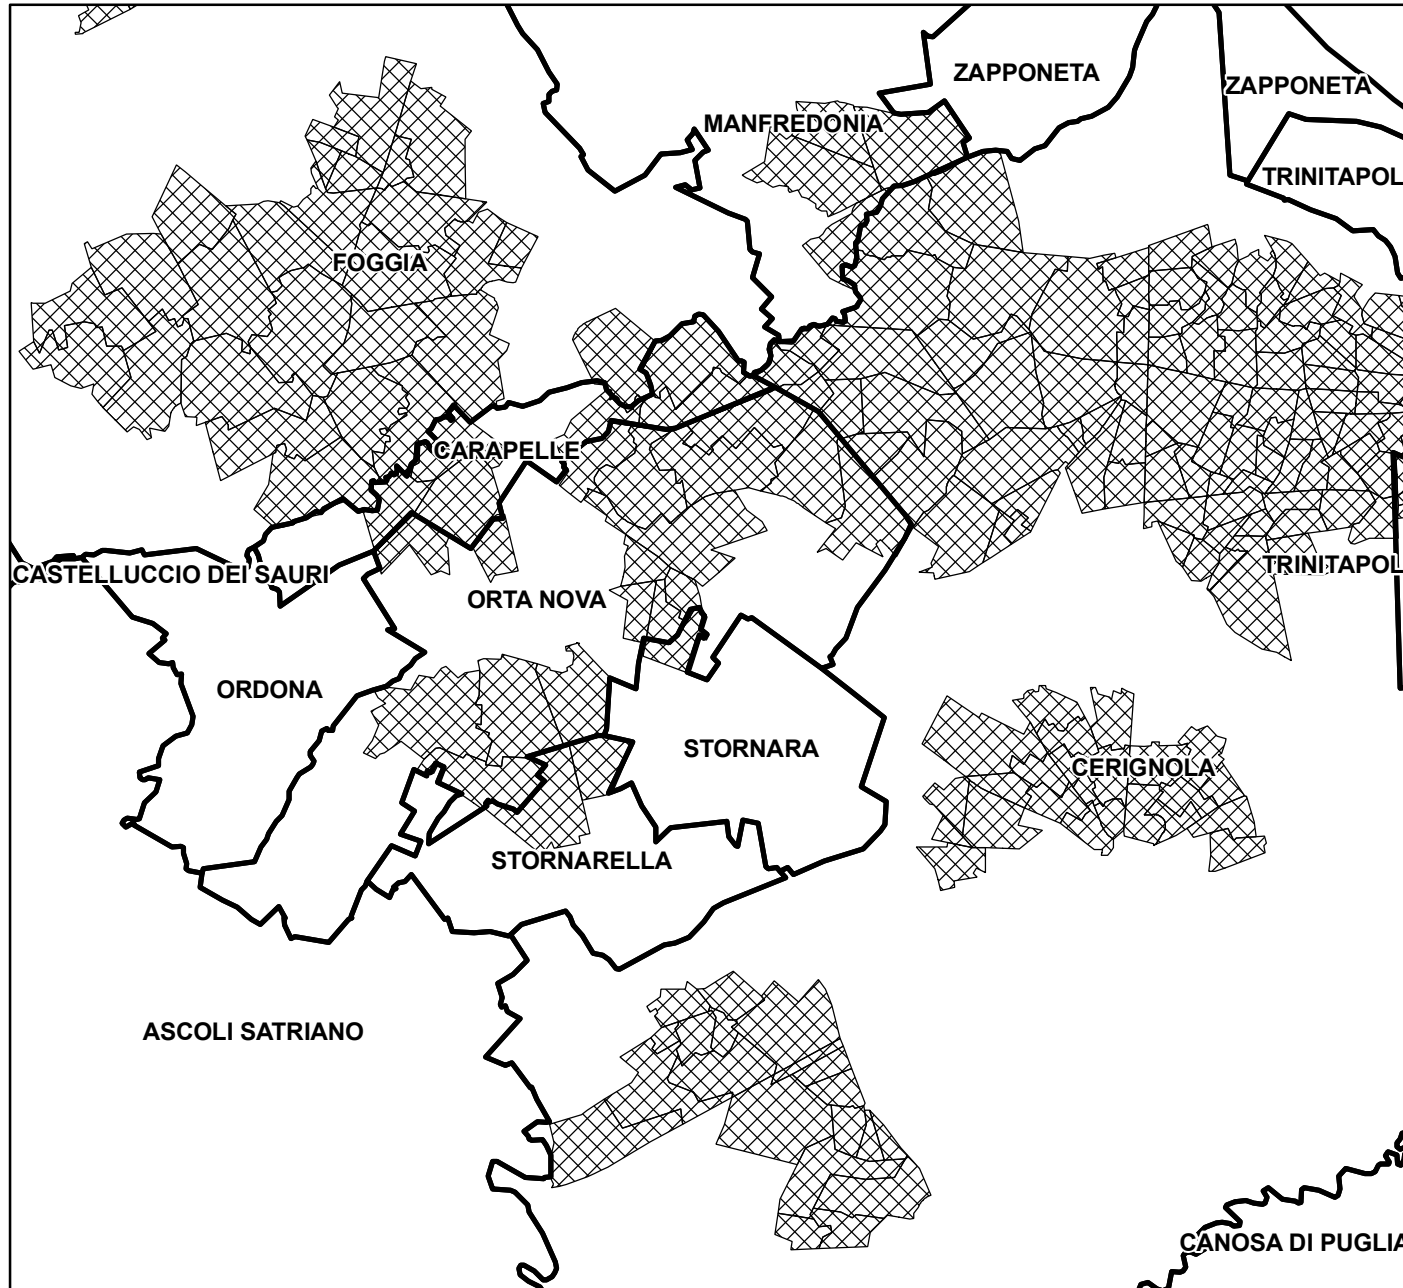 ZAPPONETA
ZAPPONETA
MANFREDONIA
TRINITAPOL
FOGGIA
CARAPELLE
TRINITAPOL
CASTELLUCCIO DEI SAURI
ORTA NOVA
ORDONA
STORNARA
CERIGNOLA
STORNARELLA
ASCOLI SATRIANO
CANOSA DI PUGLIA